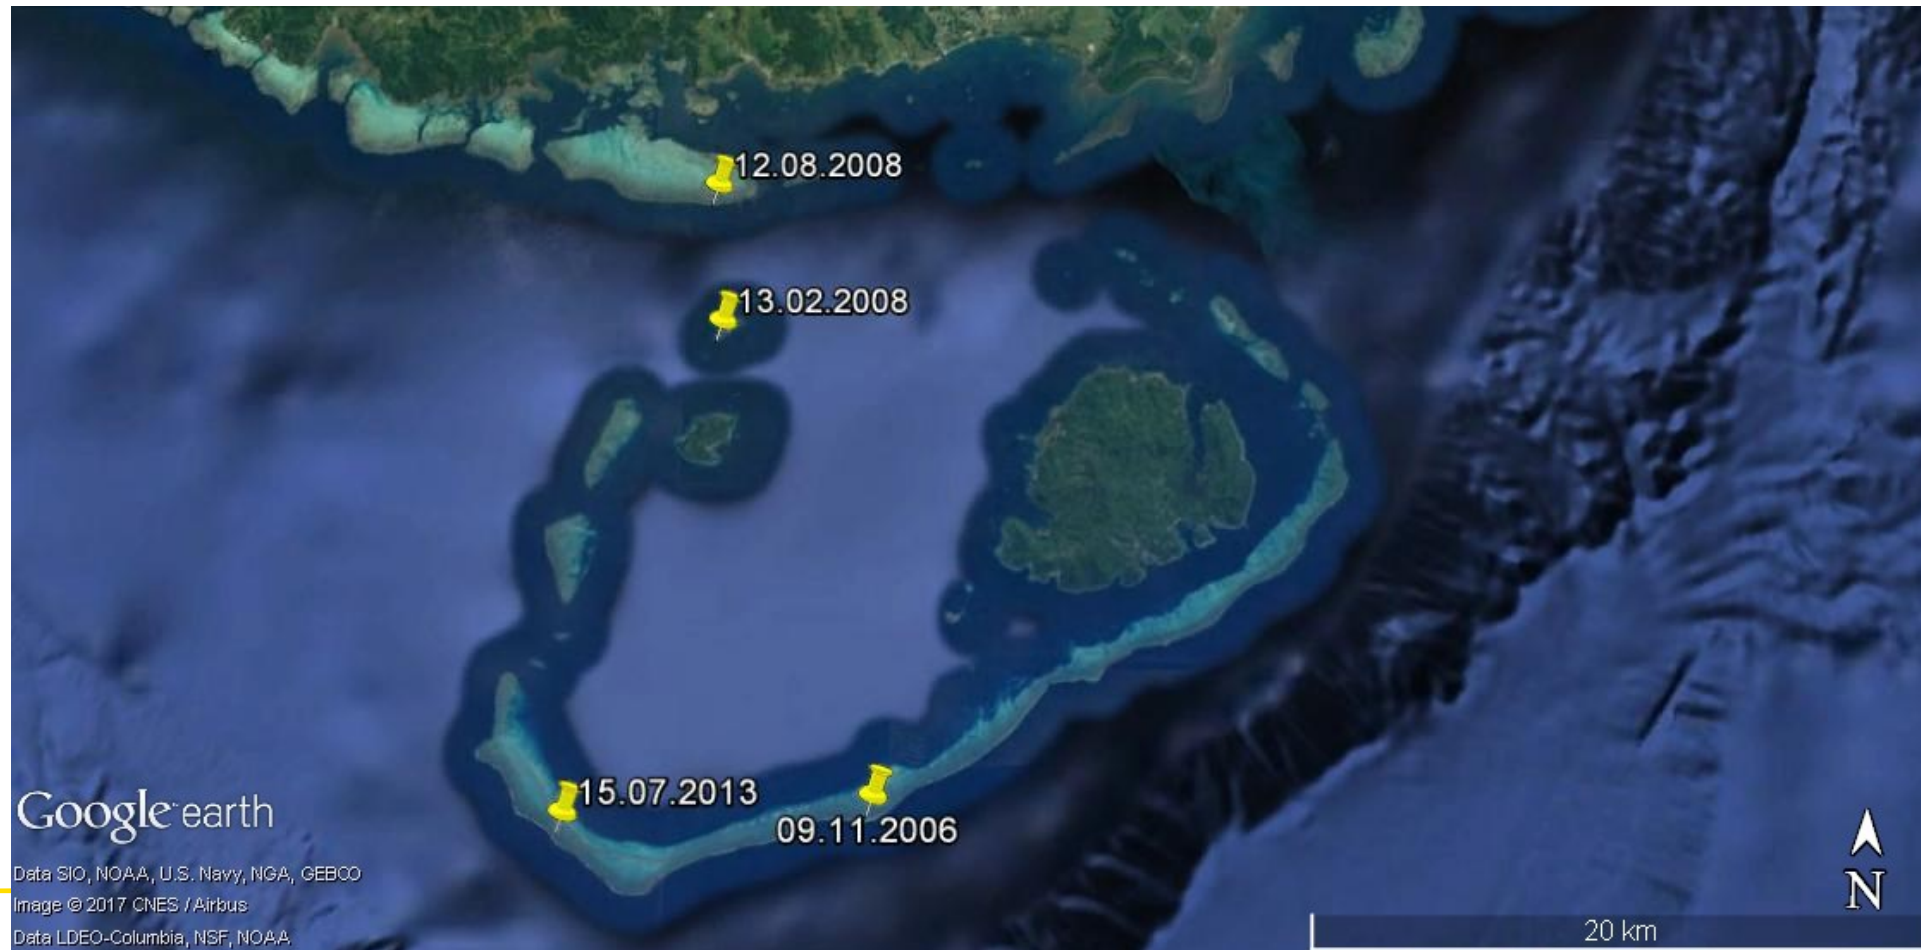 12.08.2008
13.02.2008
15.07.2013
09.11.2006
Google earth
Data SIO, NOAA, U.S. Navy, NGA, GEBCO
Image © 2017 CNES / Airbus
Data LDEO-Columbia, NSF, NOAA
N
20 km